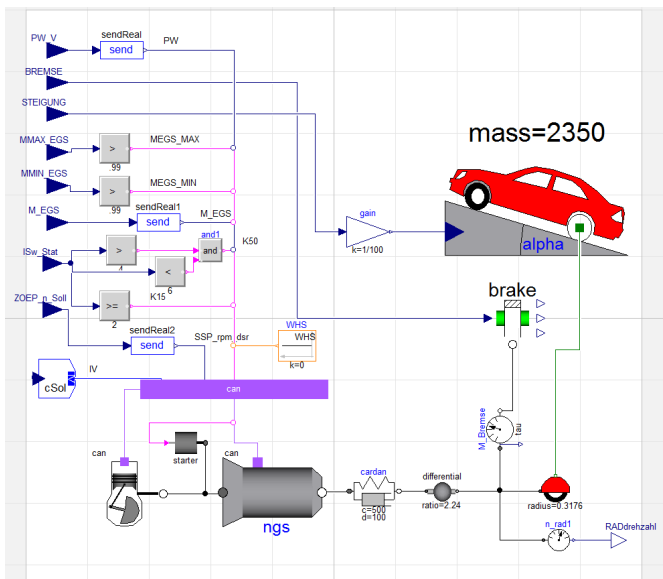 sendReal
PW_V
send
PW
BREMSE
STEIGUNG
mass=2350
MMAX_EGS
>
MEGS_MAX
.99
MMIN_EGS
>
MEGS_MIN
.99
M_EGS
sendReal1
send
M_EGS
gain
k=1/100
alpha
and1
and
K50
ISw_Stat
>
<
6
K15
brake
ZOEP_n_Soll
>=
2
sendReal2
send
SSP_rpm_dsr
WHS
WHS
k=0
cSol
IV
can
M_Bremse
tau
can
starter
can
cardan
c=500
d=100
differential
ratio=2.24
radius=0.3176
ngs
n_rad1
RADdrehzahl